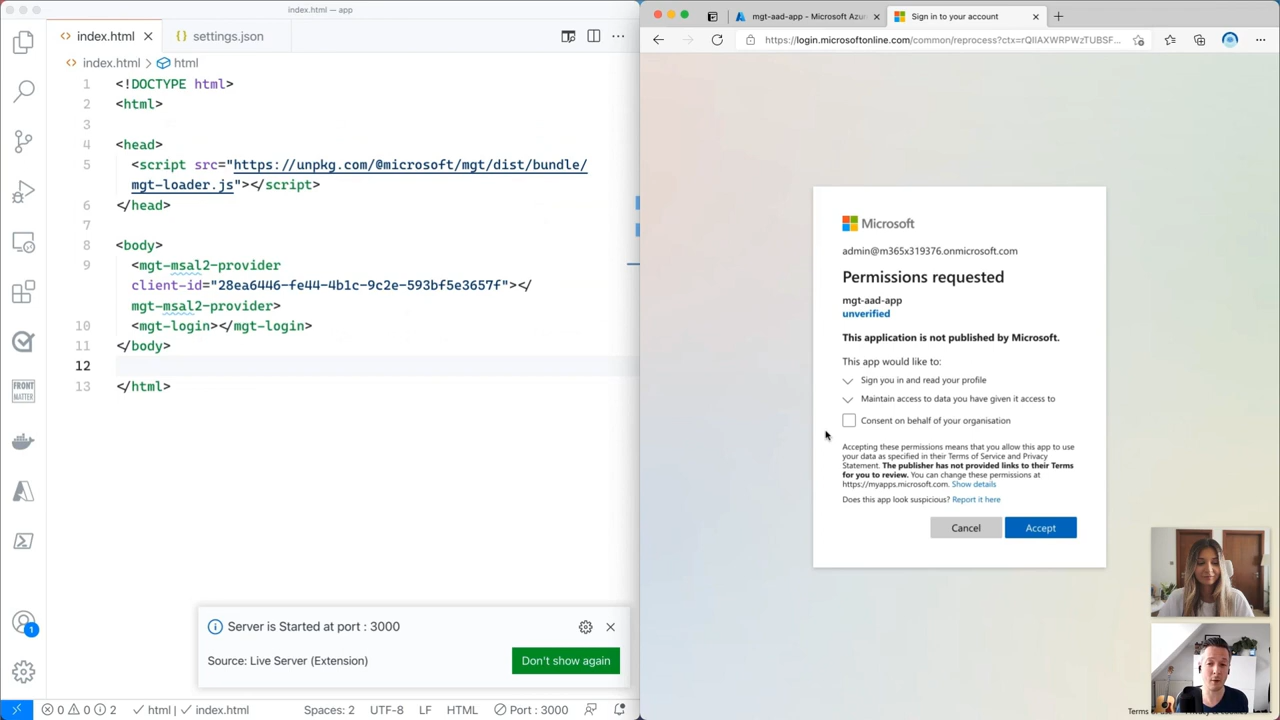 index.html — app
index.html
settings.json
index.html > html
1 <!DOCTYPE html>
2 <html>
3
4 <head>
5 <script src="https://unpkg.com/@microsoft/mgt/dist/bundle/
mgt-loader.js"></script>
6 </head>
7
8 <body>
9 <mgt-msal2-provider
client-id="28ea6446-fe44-4b1c-9c2e-593bf5e3657f"></
mgt-msal2-provider>
10 <mgt-login></mgt-login>
11 </body>
12
13 </html>
FRONT
MATTER
1
Server is Started at port : 3000
Source: Live Server (Extension)
Don't show again
0 0 2 html index.html Spaces: 2 UTF-8 LF HTML Port : 3000
mgt-aad-app - Microsoft Azu
Sign in to your account
https://login.microsoftonline.com/common/reprocess?ctx=rQIIAXWRPWzTUBSF...
Microsoft
admin@m365x319376.onmicrosoft.com
Permissions requested
mgt-aad-app
unverified
This application is not published by Microsoft.
This app would like to:
Sign you in and read your profile
Maintain access to data you have given it access to
Consent on behalf of your organisation
Accepting these permissions means that you allow this app to use
your data as specified in their Terms of Service and Privacy
Statement. The publisher has not provided links to their Terms
for you to review. You can change these permissions at
https://myapps.microsoft.com. Show details
Does this app look suspicious? Report it here
Cancel
Accept
Terms